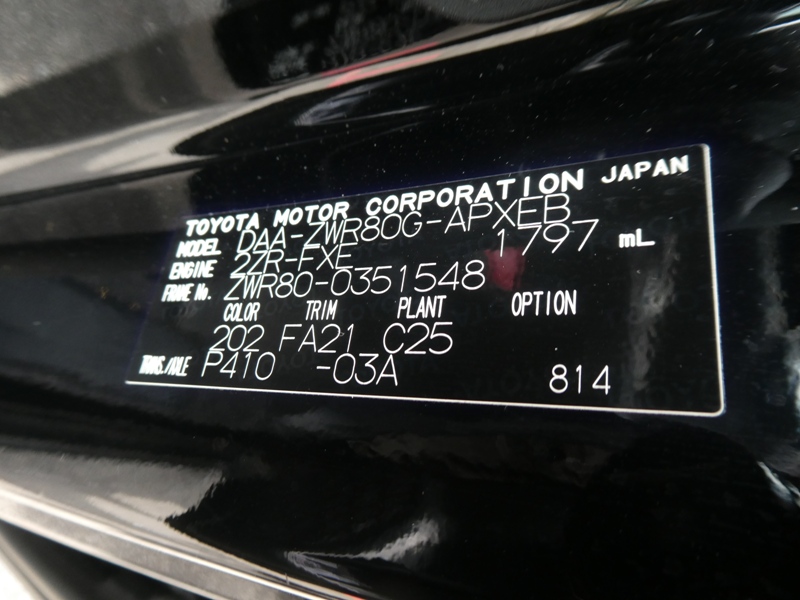 TOYOTA MOTOR CORPORATION JAPAN
MODEL DAA-ZWR80G-APXEB
ENGINE 2ZR-FXE 1797 mL
FRAME No. ZWR80-0351548
COLOR TRIM PLANT OPTION
202 FA21 C25
TRANS./AXLE P410 -03A 814